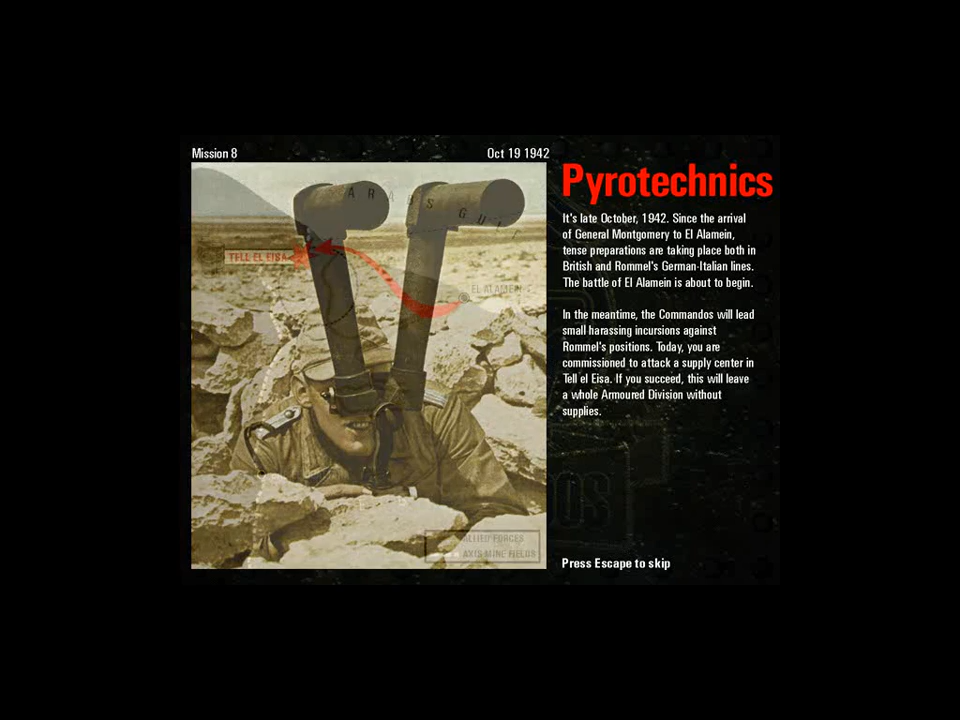 Mission 8
Oct 19 1942
Pyrotechnics
It's late October, 1942. Since the arrival
of General Montgomery to El Alamein,
tense preparations are taking place both in
British and Rommel's German-Italian lines.
The battle of El Alamein is about to begin.
In the meantime, the Commandos will lead
small harassing incursions against
Rommel's positions. Today, you are
commissioned to attack a supply center in
Tell el Eisa. If you succeed, this will leave
a whole Armoured Division without
supplies.
ARABS GULF
TELL EL EISA
EL ALAMEIN
ALLIED FORCES
AXIS MINE FIELDS
Press Escape to skip